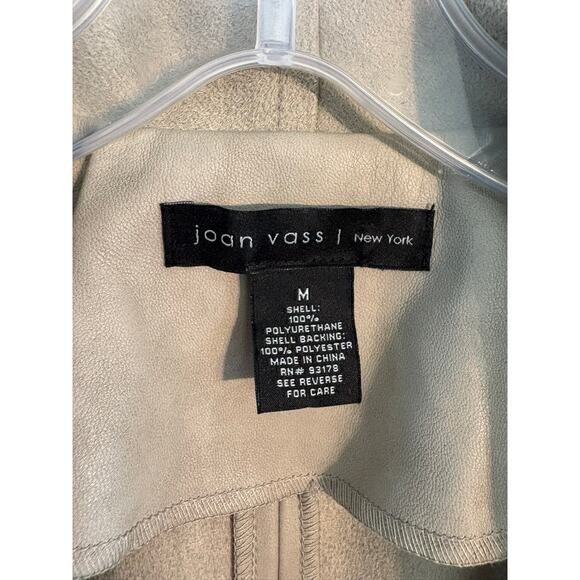 joan vass | New York
M
SHELL:
100%
POLYURETHANE
SHELL BACKING:
100% POLYESTER
MADE IN CHINA
RN# 93178
SEE REVERSE
FOR CARE